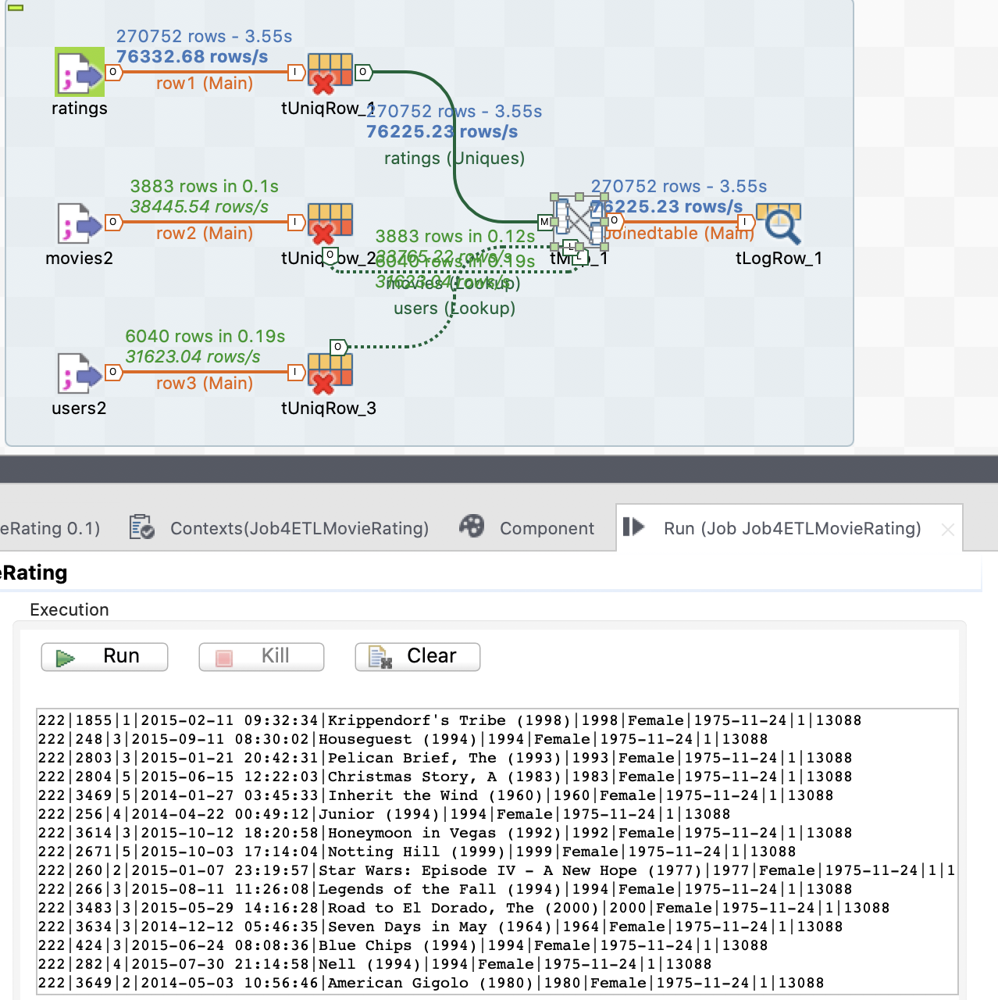 270752 rows - 3.55s
76332.68 rows/s
O
I
O
row1 (Main)
ratings
tUniqRow_1
270752 rows - 3.55s
76225.23 rows/s
ratings (Uniques)
3883 rows in 0.1s
38445.54 rows/s
O
I
row2 (Main)
movies2
tUniqRow_2
O
270752 rows - 3.55s
76225.23 rows/s
M
O
I
Joinedtable (Main)
tLogRow_1
3883 rows in 0.12s
33765.22 rows/s
6040 rows in 0.19s
31623.04 rows/s
movies (Lookup)
L
L
tMap_1
users (Lookup)
6040 rows in 0.19s
31623.04 rows/s
O
O
I
row3 (Main)
users2
tUniqRow_3
eRating 0.1)
Contexts(Job4ETLMovieRating)
Component
Run (Job Job4ETLMovieRating)
eRating
Execution
Run
Kill
Clear
222|1855|1|2015-02-11 09:32:34|Krippendorf's Tribe (1998)|1998|Female|1975-11-24|1|13088
222|248|3|2015-09-11 08:30:02|Houseguest (1994)|1994|Female|1975-11-24|1|13088
222|2803|3|2015-01-21 20:42:31|Pelican Brief, The (1993)|1993|Female|1975-11-24|1|13088
222|2804|5|2015-06-15 12:22:03|Christmas Story, A (1983)|1983|Female|1975-11-24|1|13088
222|3469|5|2014-01-27 03:45:33|Inherit the Wind (1960)|1960|Female|1975-11-24|1|13088
222|256|4|2014-04-22 00:49:12|Junior (1994)|1994|Female|1975-11-24|1|13088
222|3614|3|2015-10-12 18:20:58|Honeymoon in Vegas (1992)|1992|Female|1975-11-24|1|13088
222|2671|5|2015-10-03 17:14:04|Notting Hill (1999)|1999|Female|1975-11-24|1|13088
222|260|2|2015-01-07 23:19:57|Star Wars: Episode IV - A New Hope (1977)|1977|Female|1975-11-24|1|1
222|266|3|2015-08-11 11:26:08|Legends of the Fall (1994)|1994|Female|1975-11-24|1|13088
222|3483|3|2015-05-29 14:16:28|Road to El Dorado, The (2000)|2000|Female|1975-11-24|1|13088
222|3634|3|2014-12-12 05:46:35|Seven Days in May (1964)|1964|Female|1975-11-24|1|13088
222|424|3|2015-06-24 08:08:36|Blue Chips (1994)|1994|Female|1975-11-24|1|13088
222|282|4|2015-07-30 21:14:58|Nell (1994)|1994|Female|1975-11-24|1|13088
222|3649|2|2014-05-03 10:56:46|American Gigolo (1980)|1980|Female|1975-11-24|1|13088